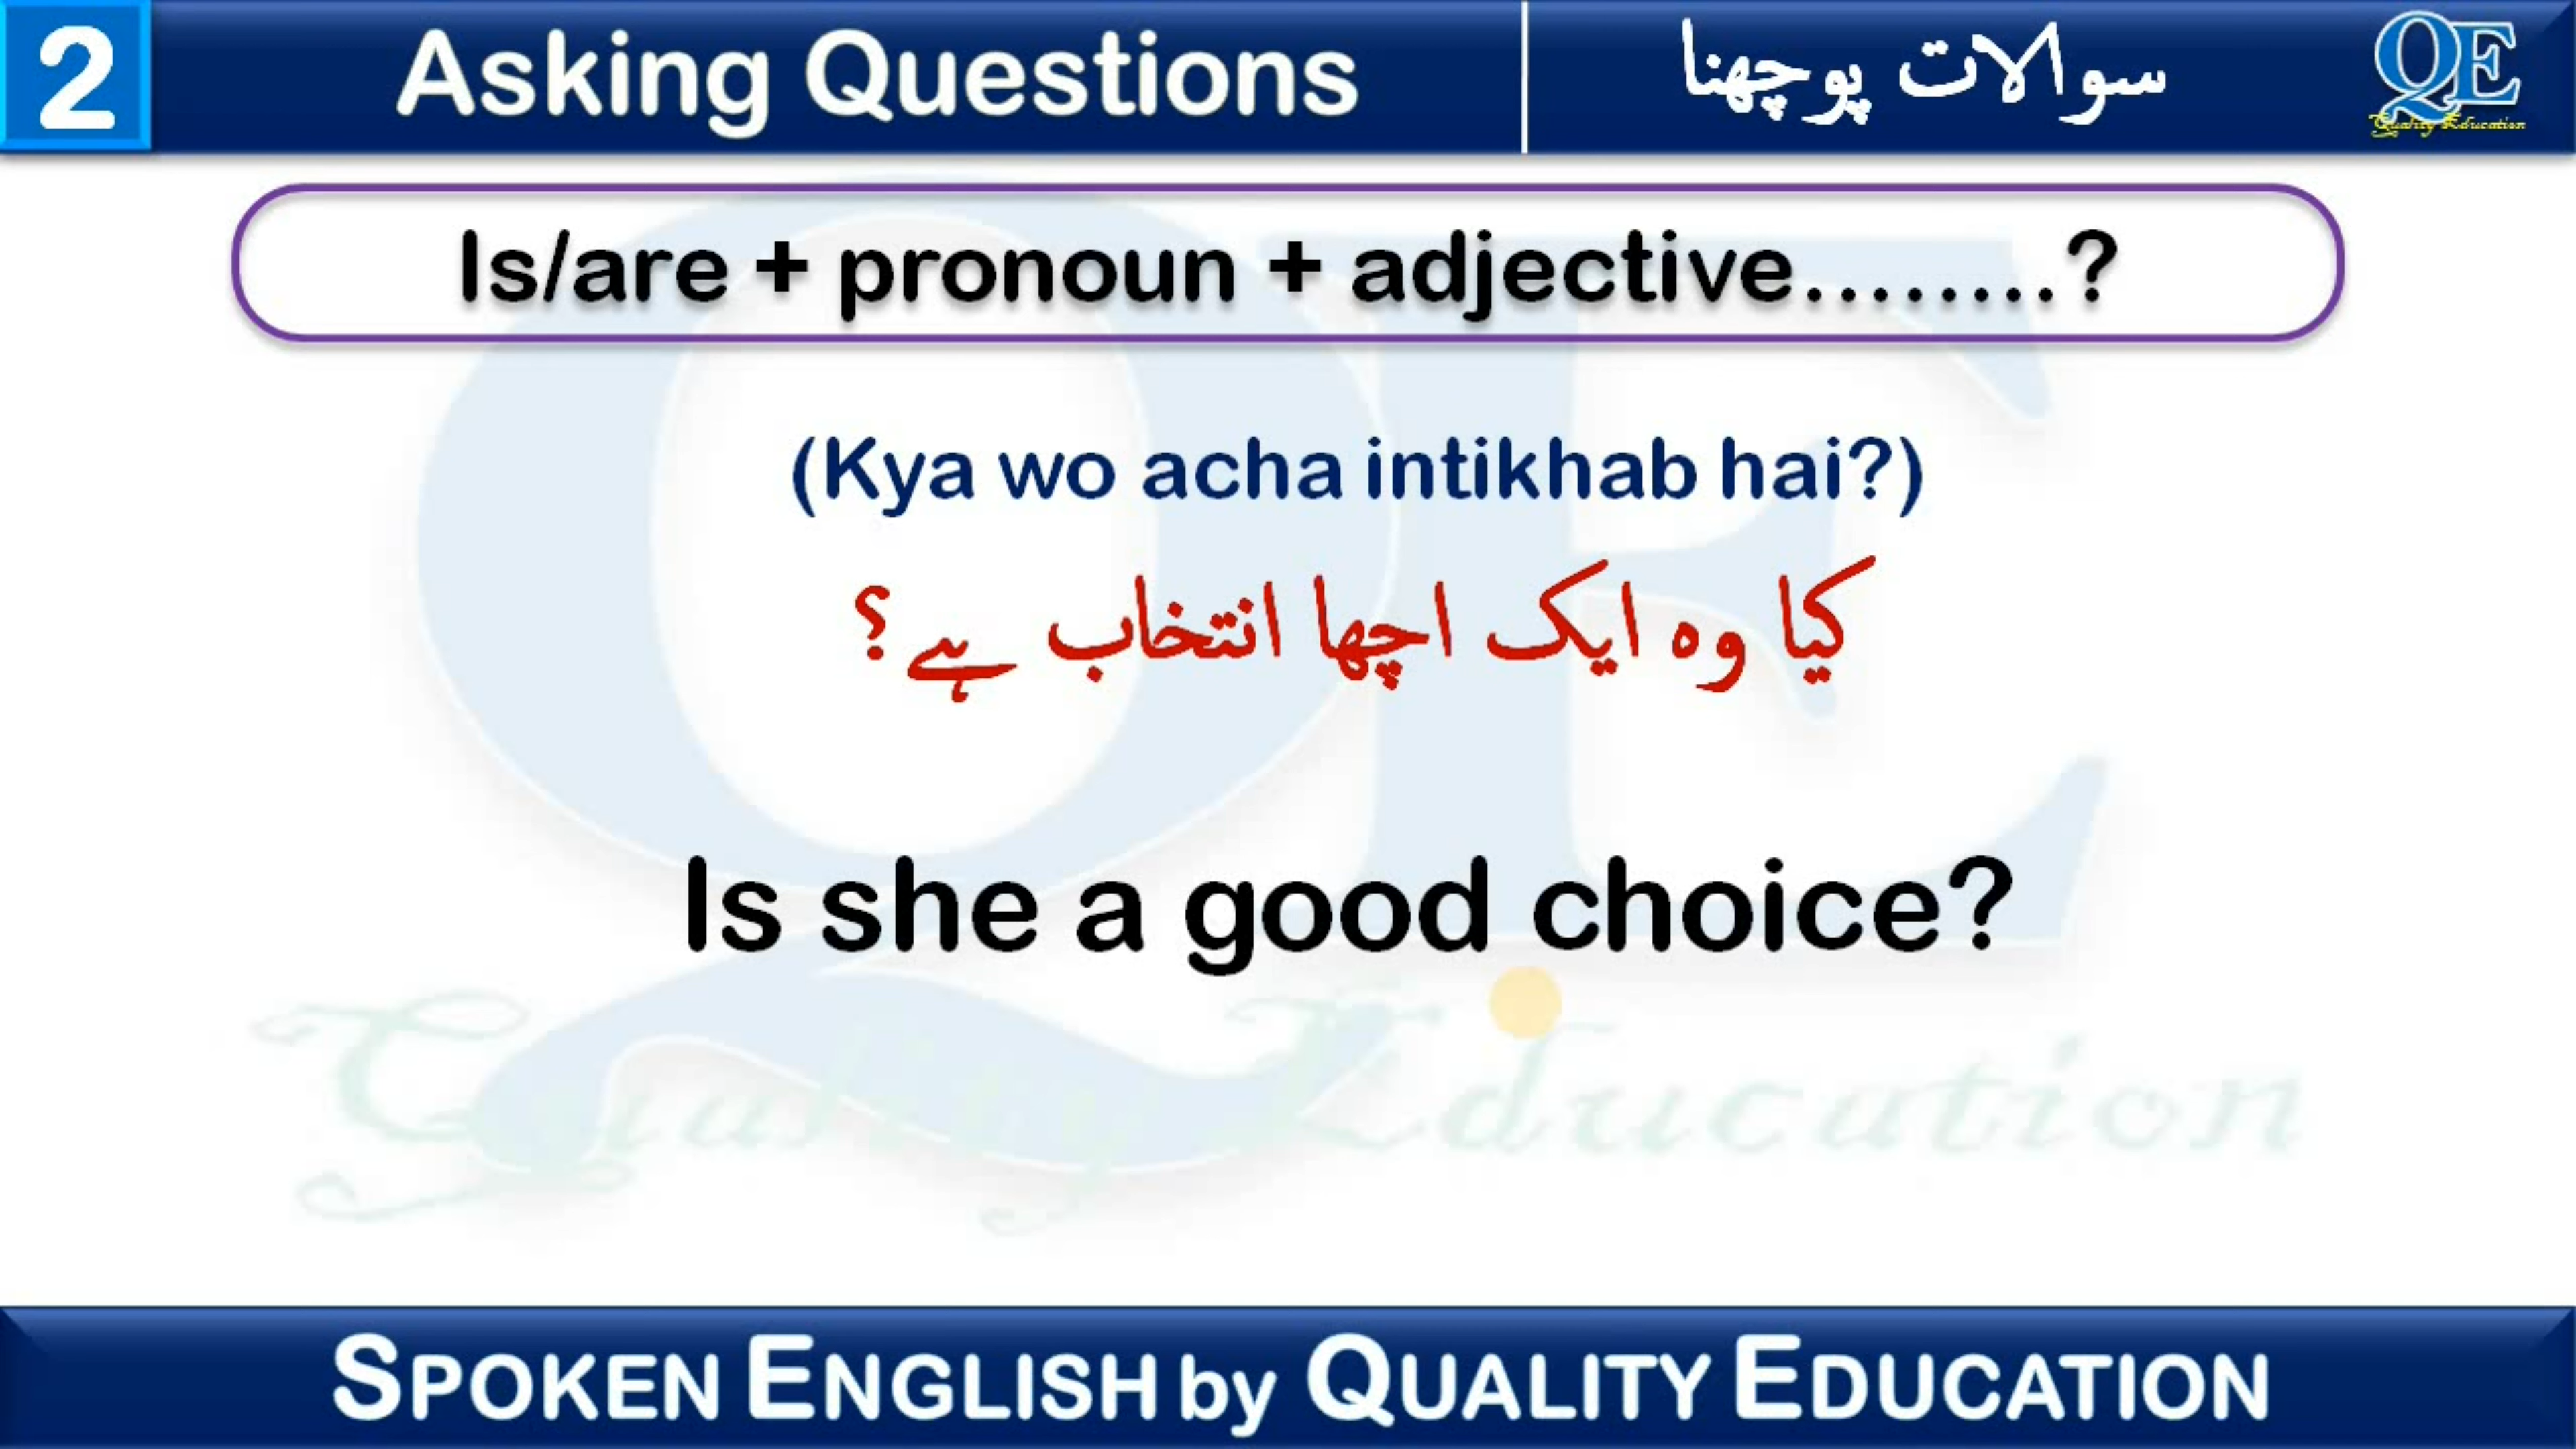 2
Asking Questions
سوالات پوچھنا
QE
Quality Education
Is/are + pronoun + adjective........?
(Kya wo acha intikhab hai?)
کیا وہ ایک اچھا انتخاب ہے؟
Is she a good choice?
Quality Education
SPOKEN ENGLISH by QUALITY EDUCATION